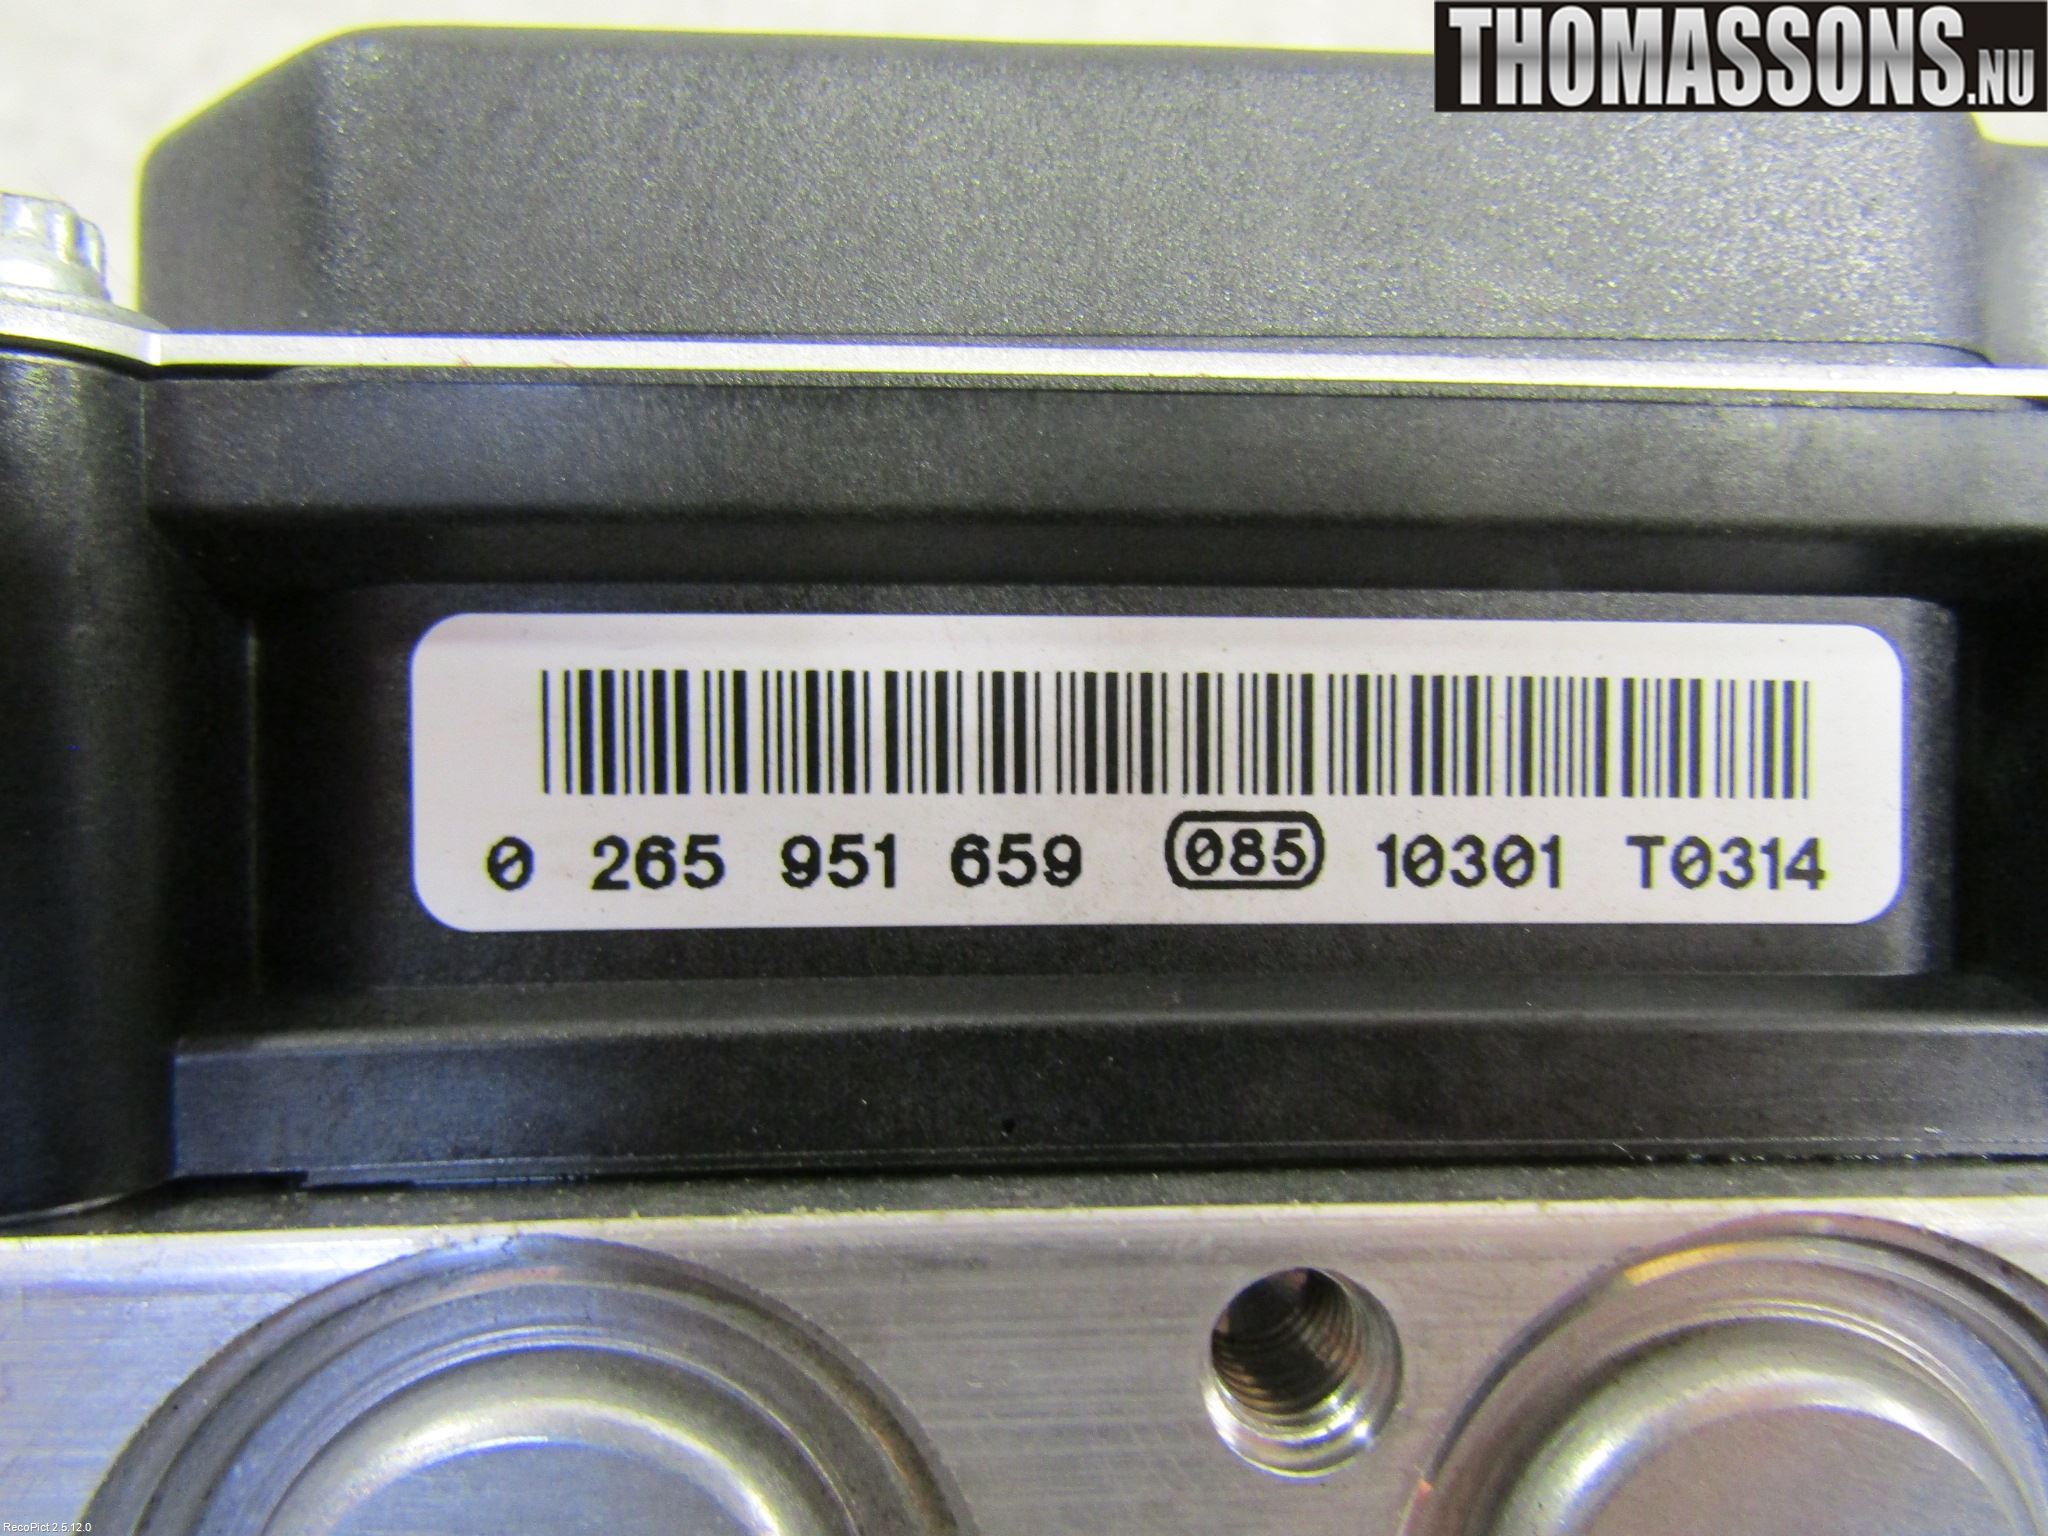 THOMASSONS.NU
0 265 951 659 085 10301 T0314
RecoPict 2.5.12.0